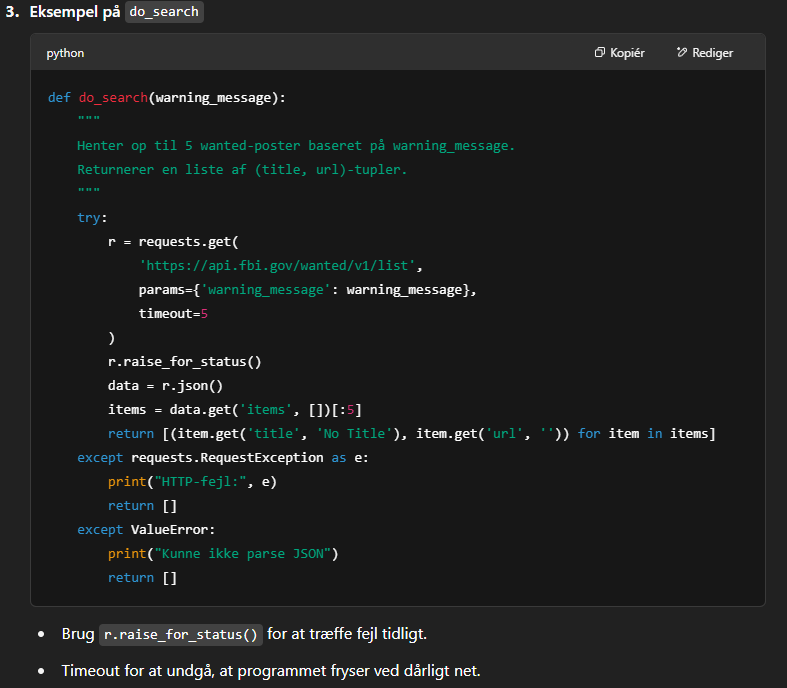 3. Eksempel på do_search
python Kopiér Rediger
def do_search(warning_message):
    """
    Henter op til 5 wanted-poster baseret på warning_message.
    Returnerer en liste af (title, url)-tupler.
    """
    try:
        r = requests.get(
            'https://api.fbi.gov/wanted/v1/list',
            params={'warning_message': warning_message},
            timeout=5
        )
        r.raise_for_status()
        data = r.json()
        items = data.get('items', [])[:5]
        return [(item.get('title', 'No Title'), item.get('url', '')) for item in items]
    except requests.RequestException as e:
        print("HTTP-fejl:", e)
        return []
    except ValueError:
        print("Kunne ikke parse JSON")
        return []
• Brug r.raise_for_status() for at træffe fejl tidligt.
• Timeout for at undgå, at programmet fryser ved dårligt net.